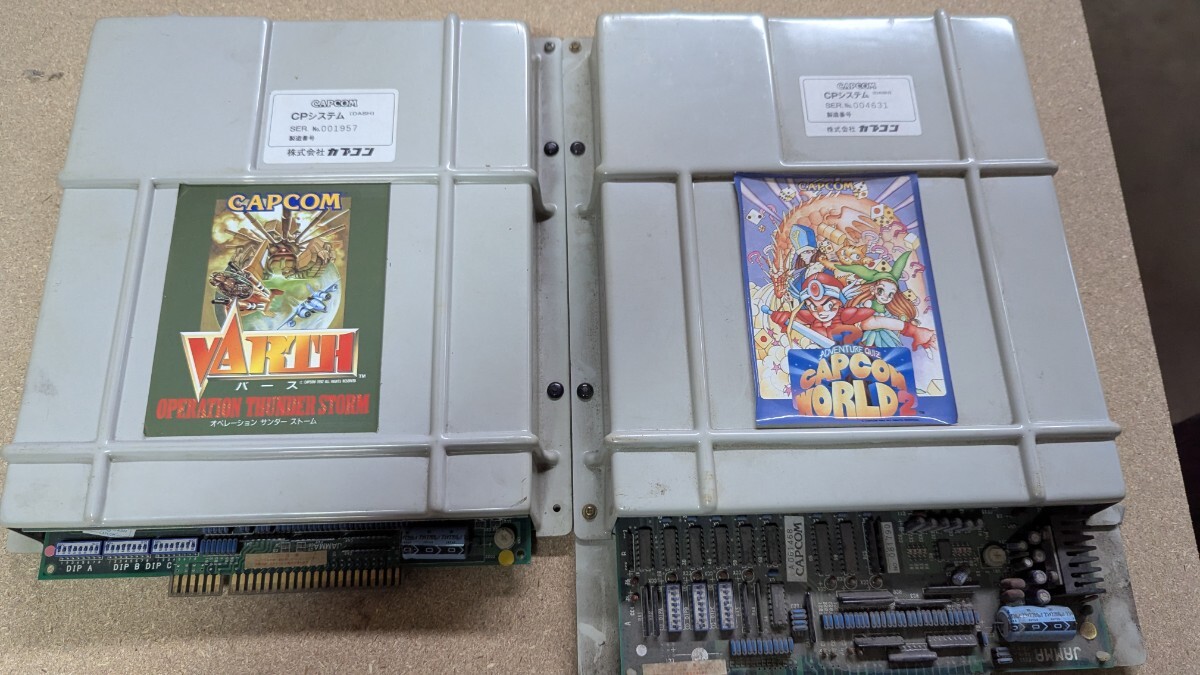 CAPCOM
CPシステム (DASH)
SER. №001957
製造番号
株式会社 カプコン
CAPCOM
VARTH
バース
OPERATION THUNDER STORM
オペレーション サンダー ストーム
DIP A DIP B DIP C
CAPCOM
CPシステム (DASH)
SER. №004631
製造番号
株式会社 カプコン
CAPCOM
ADVENTURE QUIZ
CAPCOM
WORLD 2
CAPCOM
JAMMA